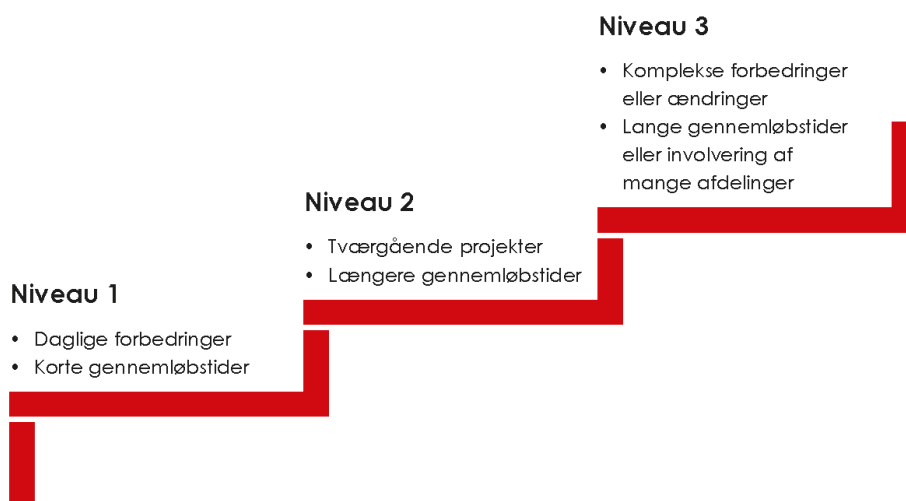 Niveau 3
• Komplekse forbedringer
eller ændringer
• Lange gennemløbstider
eller involvering af
mange afdelinger
Niveau 2
• Tværgående projekter
• Længere gennemløbstider
Niveau 1
• Daglige forbedringer
• Korte gennemløbstider